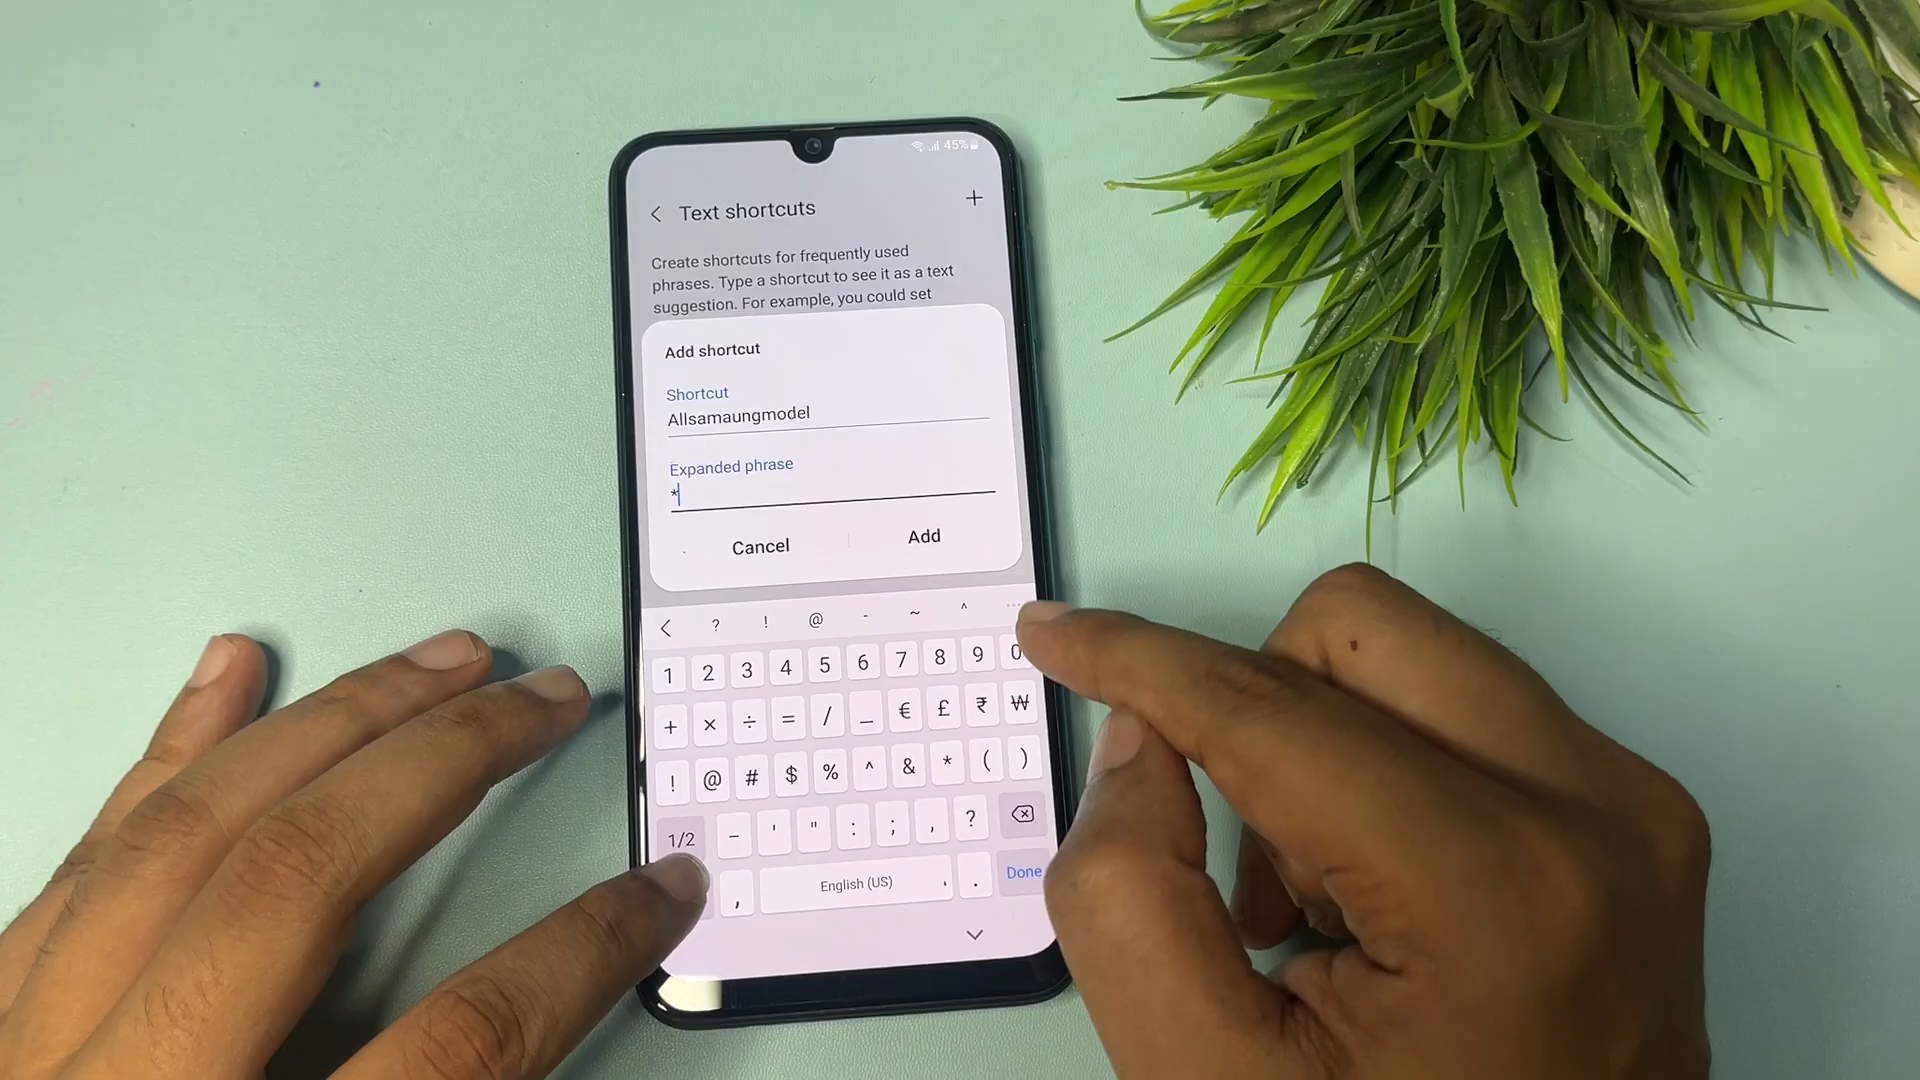 45%
Text shortcuts +
Create shortcuts for frequently used
phrases. Type a shortcut to see it as a text
suggestion. For example, you could set
Add shortcut
Shortcut
Allsamaungmodel
Expanded phrase
*
Cancel Add
? ! @ - ~ ^
1 2 3 4 5 6 7 8 9 0
+ × ÷ = / _ € £ ₹ ₩
! @ # $ % ^ & * ( )
1/2 - ' " : ; , ?
, English (US) . Done